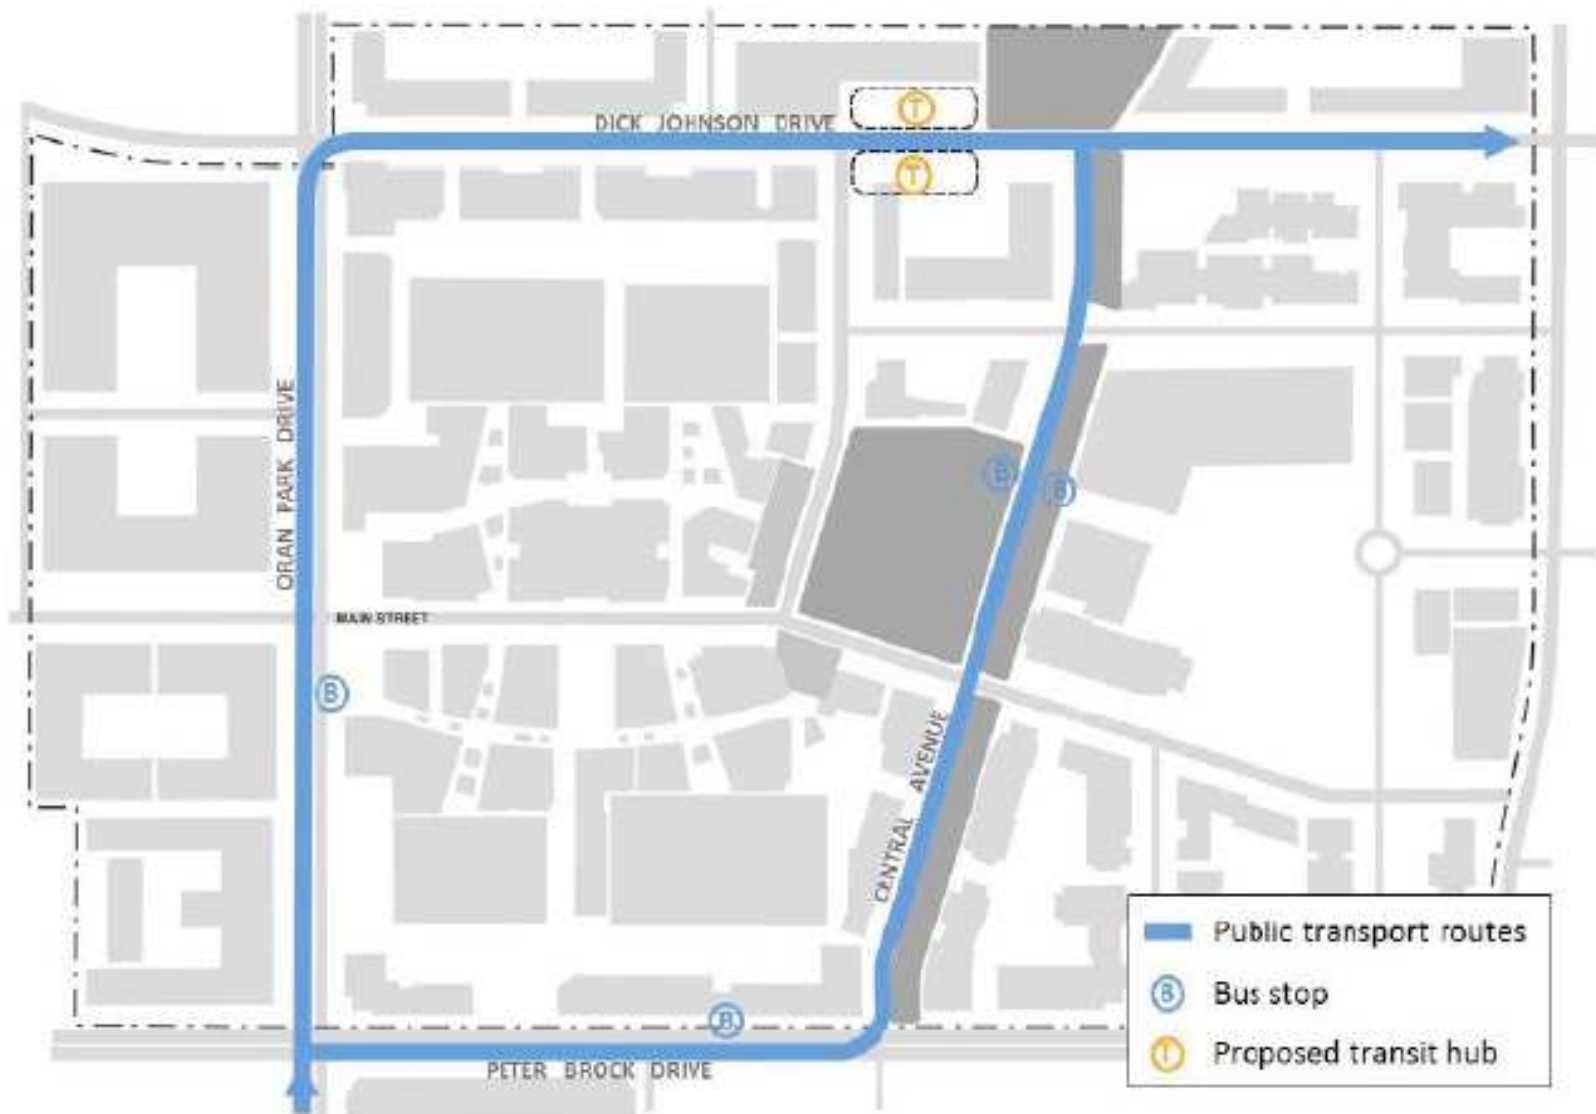 DICK JOHNSON DRIVE
T
T
ORAN PARK DRIVE
B
B
MAIN STREET
B
CENTRAL AVENUE
B
PETER BROCK DRIVE
Public transport routes
B Bus stop
T Proposed transit hub